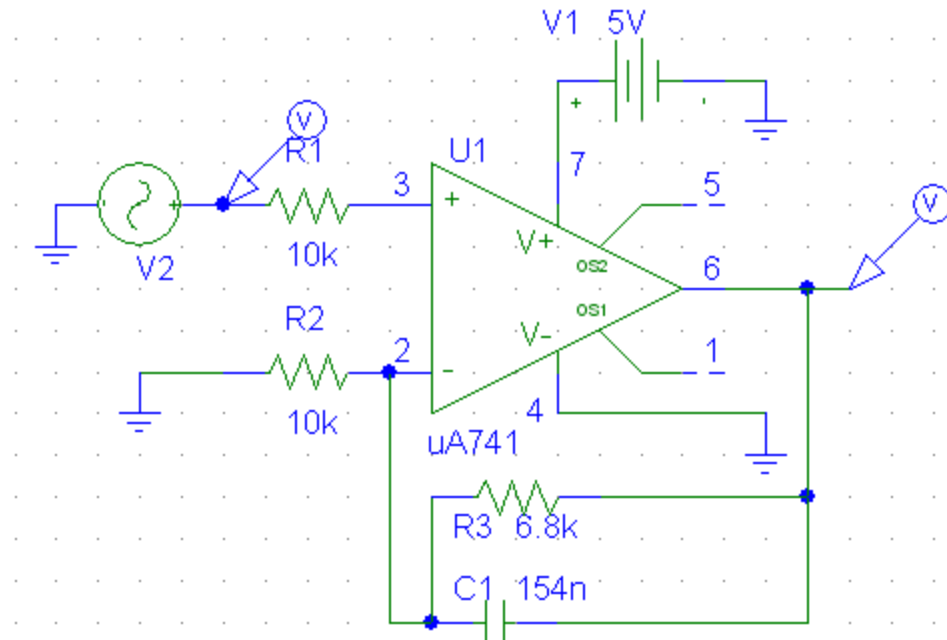 V1 5V
+ -
V
R1
U1
7
5
3
+
V
10k
V+
OS2
6
- +
V2
R2
OS1
V-
1
2
-
10k
4
uA741
R3 6.8k
C1 154n